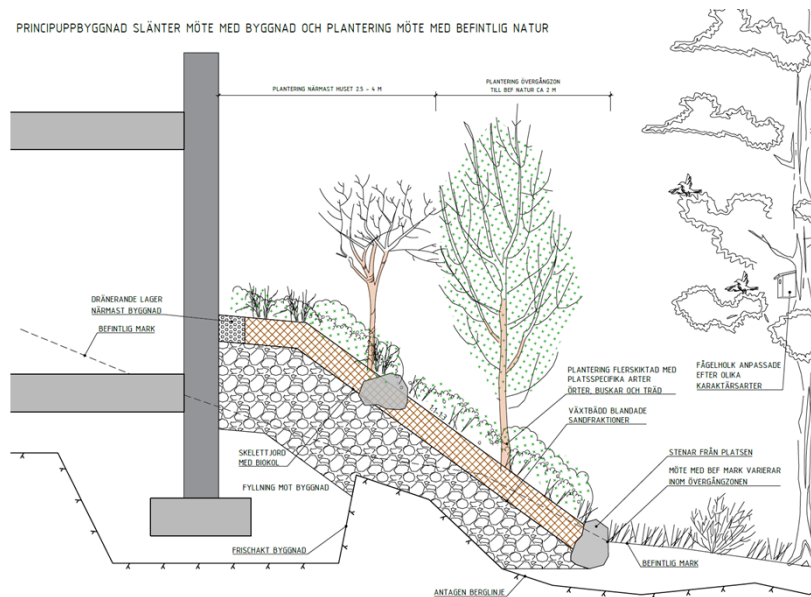 PRINCIPUPPBYGGNAD SLÄNTER MÖTE MED BYGGNAD OCH PLANTERING MÖTE MED BEFINTLIG NATUR
PLANTERING NÄRMAST HUSET 2.5 - 4 M
PLANTERING ÖVERGÅNGZON
TILL BEF NATUR CA 2 M
DRÄNERANDE LAGER
NÄRMAST BYGGNAD
BEFINTLIG MARK
FÅGELHOLK ANPASSADE
EFTER OLIKA
KARAKTÄRSARTER
PLANTERING FLERSKIKTAD MED
PLATSSPECIFIKA ARTER
ÖRTER, BUSKAR OCH TRÄD
VÄXTBÄDD BLANDADE
SANDFRAKTIONER
SKELETTJORD
MED BIOKOL
FYLLNING MOT BYGGNAD
STENAR FRÅN PLATSEN
MÖTE MED BEF MARK VARIERAR
INOM ÖVERGÅNGZONEN
FRISCHAKT BYGGNAD
BEFINTLIG MARK
ANTAGEN BERGLINJE